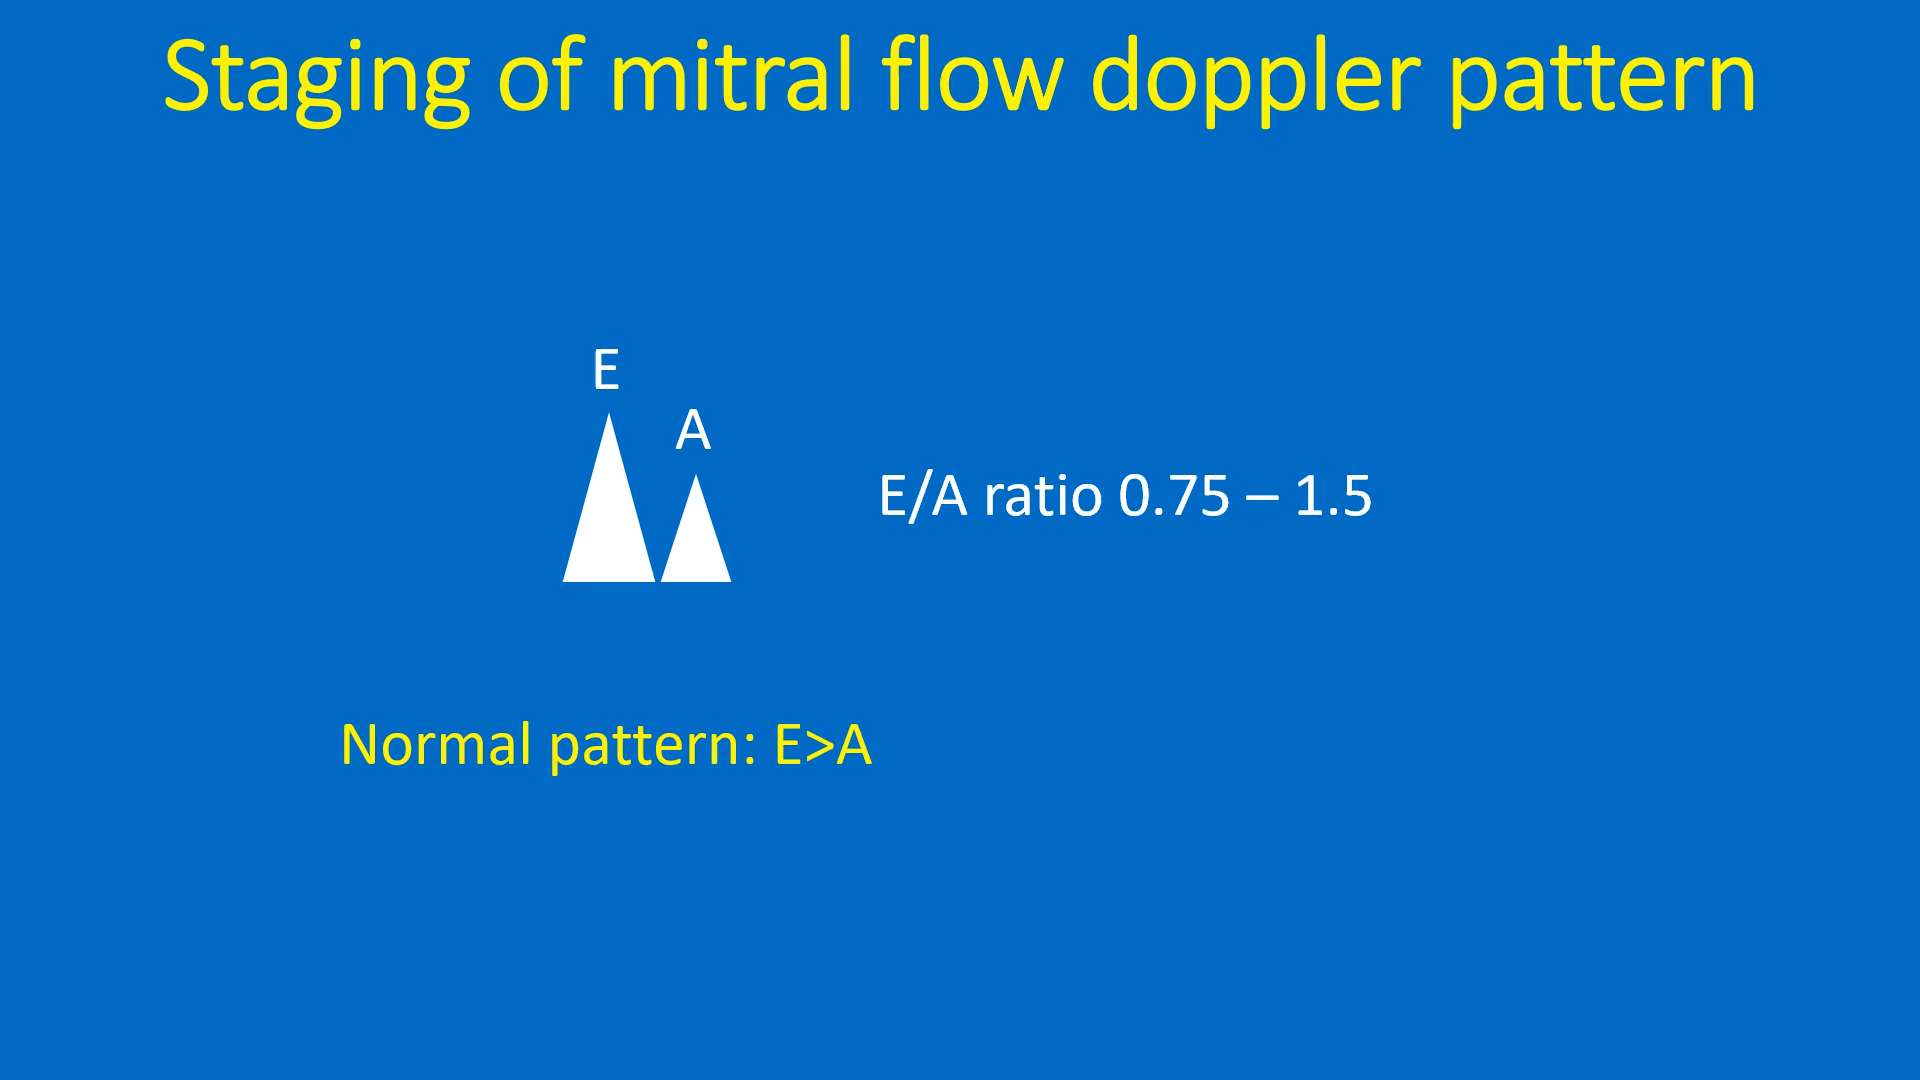 Staging of mitral flow doppler pattern
E
A
E/A ratio 0.75 – 1.5
Normal pattern: E>A